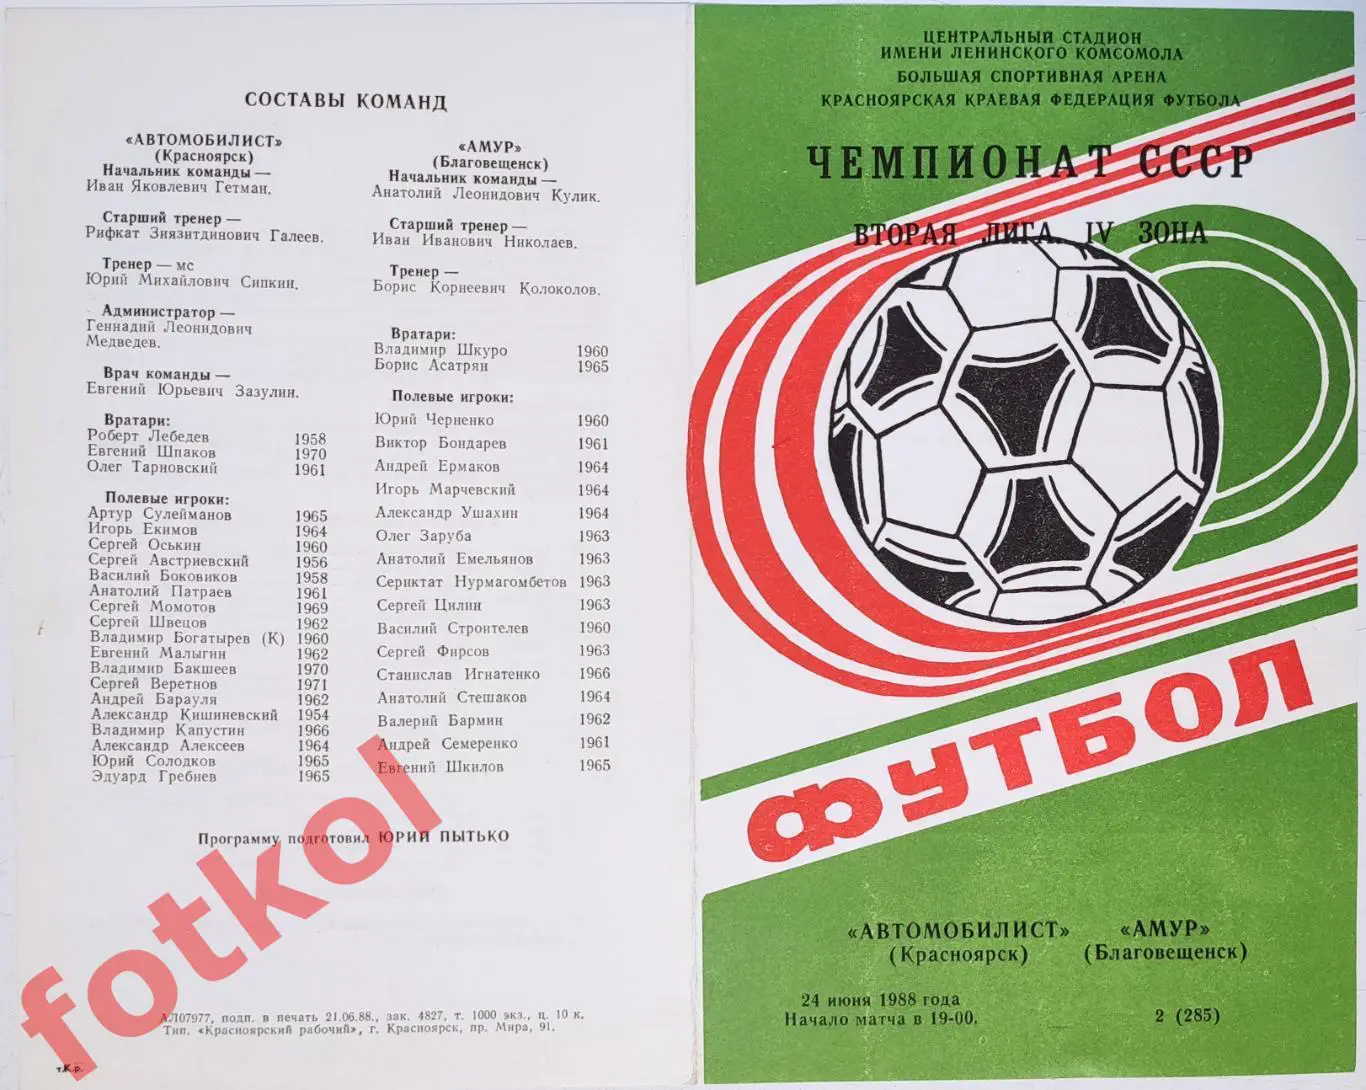 СОСТАВЫ КОМАНД
«АВТОМОБИЛИСТ»
(Красноярск)
Начальник команды —
Иван Яковлевич Гетман.
Старший тренер —
Рифкат Зиязитдинович Галеев.
Тренер — мс
Юрий Михайлович Сипкин.
Администратор —
Геннадий Леонидович
Медведев.
Врач команды —
Евгений Юрьевич Зазулин.
Вратари:
Роберт Лебедев 1958
Евгений Шпаков 1970
Олег Тарновский 1961
Полевые игроки:
Артур Сулейманов 1965
Игорь Екимов 1964
Сергей Оськин 1960
Сергей Австриевский 1956
Василий Боковиков 1958
Анатолий Патраев 1961
Сергей Момотов 1969
Сергей Швецов 1962
Владимир Богатырев (К) 1960
Евгений Малыгин 1962
Владимир Бакшеев 1970
Сергей Веретнов 1971
Андрей Барауля 1962
Александр Кишиневский 1954
Владимир Капустин 1966
Александр Алексеев 1964
Юрий Солодков 1965
Эдуард Гребнев 1965
«АМУР»
(Благовещенск)
Начальник команды —
Анатолий Леонидович Кулик.
Старший тренер —
Иван Иванович Николаев.
Тренер —
Борис Корнеевич Колоколов.
Вратари:
Владимир Шкуро 1960
Борис Асатрян 1965
Полевые игроки:
Юрий Черненко 1960
Виктор Бондарев 1961
Андрей Ермаков 1964
Игорь Марчевский 1964
Александр Ушахин 1964
Олег Заруба 1963
Анатолий Емельянов 1963
Сериктат Нурмагомбетов 1963
Сергей Цилин 1963
Василий Строителев 1960
Сергей Фирсов 1963
Станислав Игнатенко 1966
Анатолий Стешаков 1964
Валерий Бармин 1962
Андрей Семеренко 1961
Евгений Шкилов 1965
Программу подготовил ЮРИЙ ПЫТЬКО
АЛ07977, подп. в печать 21.06.88., зак. 4827, т. 1000 экз., ц. 10 к.
Тип. «Красноярский рабочий», г. Красноярск, пр. Мира, 91.
т.К.р.
fotkol
ЦЕНТРАЛЬНЫЙ СТАДИОН
ИМЕНИ ЛЕНИНСКОГО КОМСОМОЛА
БОЛЬШАЯ СПОРТИВНАЯ АРЕНА
КРАСНОЯРСКАЯ КРАЕВАЯ ФЕДЕРАЦИЯ ФУТБОЛА
ЧЕМПИОНАТ СССР
ВТОРАЯ ЛИГА. IV ЗОНА
ФУТБОЛ
«АВТОМОБИЛИСТ» «АМУР»
(Красноярск) (Благовещенск)
24 июня 1988 года
Начало матча в 19-00. 2 (285)